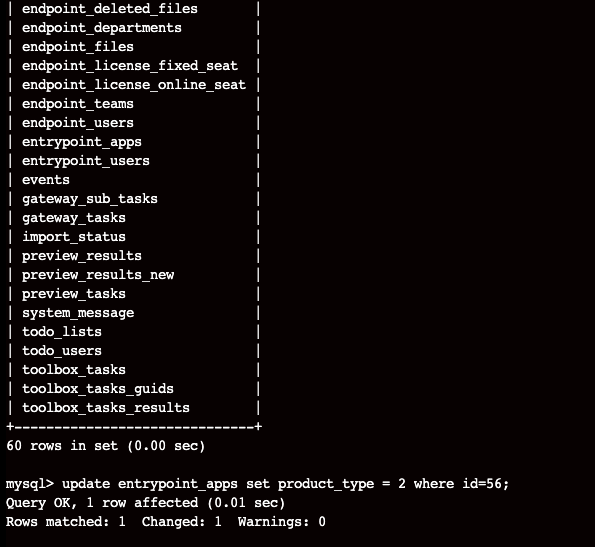 | endpoint_deleted_files       |
| endpoint_departments         |
| endpoint_files               |
| endpoint_license_fixed_seat  |
| endpoint_license_online_seat |
| endpoint_teams               |
| endpoint_users               |
| entrypoint_apps              |
| entrypoint_users             |
| events                       |
| gateway_sub_tasks            |
| gateway_tasks                |
| import_status                |
| preview_results              |
| preview_results_new          |
| preview_tasks                |
| system_message               |
| todo_lists                   |
| todo_users                   |
| toolbox_tasks                |
| toolbox_tasks_guids          |
| toolbox_tasks_results        |
+------------------------------+
60 rows in set (0.00 sec)
mysql> update entrypoint_apps set product_type = 2 where id=56;
Query OK, 1 row affected (0.01 sec)
Rows matched: 1  Changed: 1  Warnings: 0